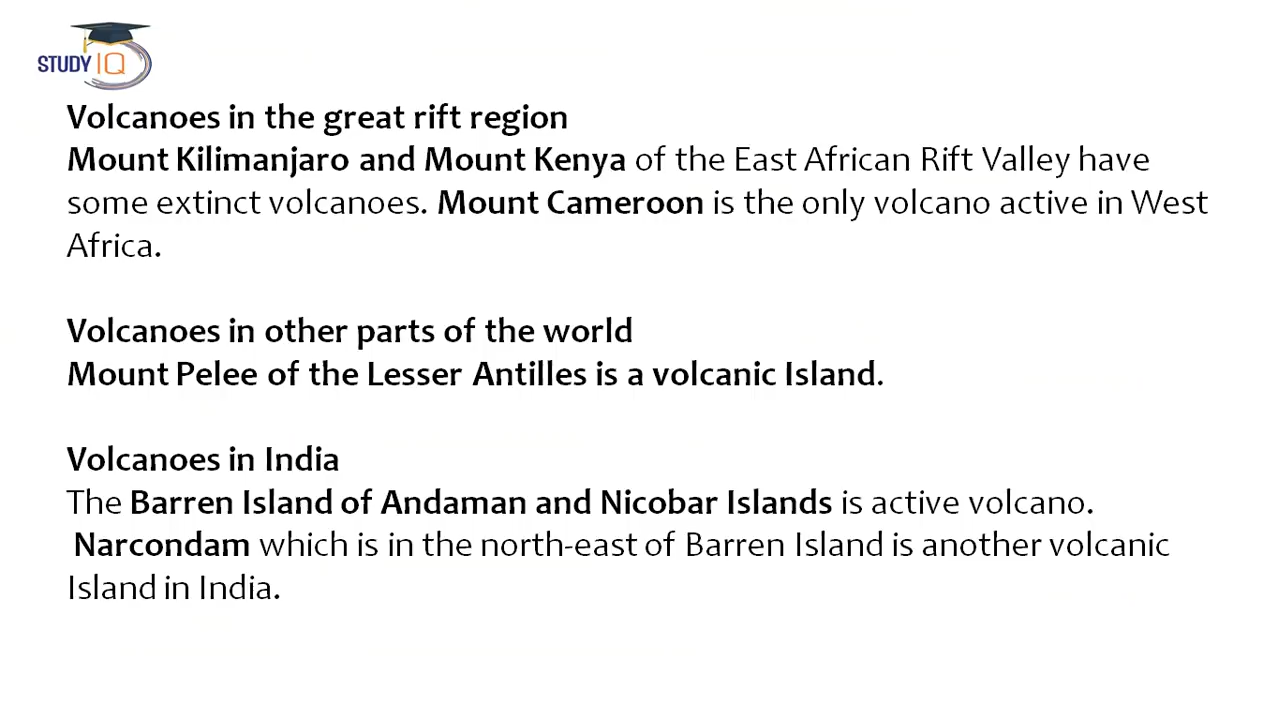 STUDY IQ
Volcanoes in the great rift region
Mount Kilimanjaro and Mount Kenya of the East African Rift Valley have
some extinct volcanoes. Mount Cameroon is the only volcano active in West
Africa.
Volcanoes in other parts of the world
Mount Pelee of the Lesser Antilles is a volcanic Island.
Volcanoes in India
The Barren Island of Andaman and Nicobar Islands is active volcano.
Narcondam which is in the north-east of Barren Island is another volcanic
Island in India.